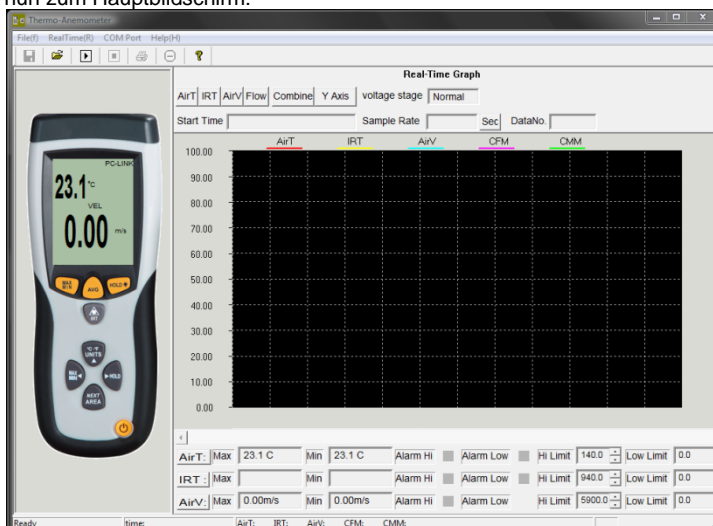 nun zum Hauptbildschirm.
Thermo-Anemometer
File(f) RealTime(R) COM Port Help(H)
Real-Time Graph
AirT IRT AirV Flow Combine Y Axis voltage stage Normal
Start Time Sample Rate Sec DataNo.
AirT IRT AirV CFM CMM
100.00
90.00
80.00
70.00
60.00
50.00
40.00
30.00
20.00
10.00
0.00
PC-LINK
23.1 °C
VEL
0.00 m/s
MAX MIN AVG HOLD
IRT
°C °F
UNITS
MAX MIN HOLD
NEXT
AREA
AirT: Max 23.1 C Min 23.1 C Alarm Hi Alarm Low Hi Limit 140.0 Low Limit 0.0
IRT : Max Min Alarm Hi Alarm Low Hi Limit 940.0 Low Limit 0.0
AirV: Max 0.00m/s Min 0.00m/s Alarm Hi Alarm Low Hi Limit 5900.0 Low Limit 0.0
Ready time: AirT: IRT: AirV: CFM: CMM: